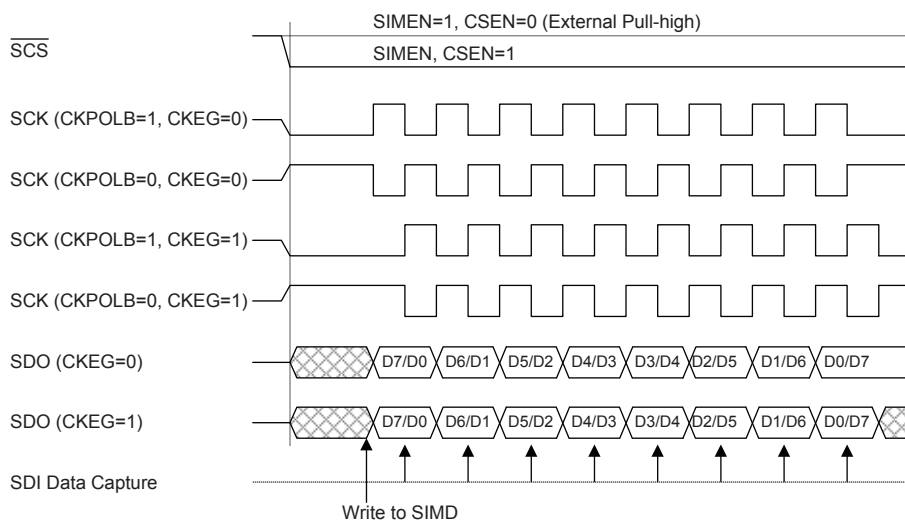 SIMEN=1, CSEN=0 (External Pull-high)
SCS
SIMEN, CSEN=1
SCK (CKPOLB=1, CKEG=0)
SCK (CKPOLB=0, CKEG=0)
SCK (CKPOLB=1, CKEG=1)
SCK (CKPOLB=0, CKEG=1)
SDO (CKEG=0) D7/D0 D6/D1 D5/D2 D4/D3 D3/D4 D2/D5 D1/D6 D0/D7
SDO (CKEG=1) D7/D0 D6/D1 D5/D2 D4/D3 D3/D4 D2/D5 D1/D6 D0/D7
SDI Data Capture
Write to SIMD